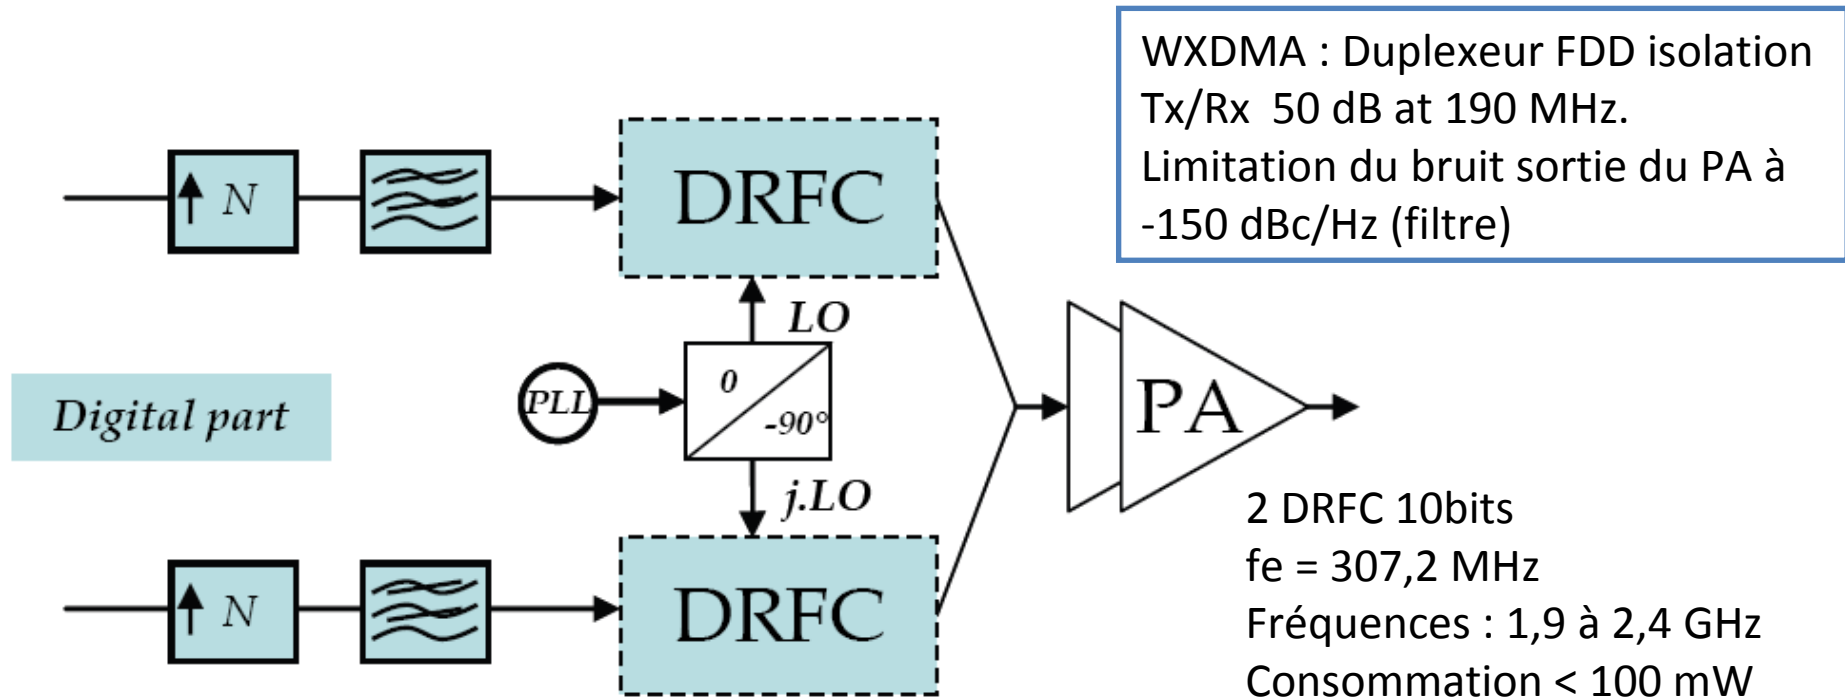 WXDMA : Duplexeur FDD isolation
Tx/Rx 50 dB at 190 MHz.
Limitation du bruit sortie du PA à
-150 dBc/Hz (filtre)
N
DRFC
LO
Digital part
PLL
0
-90°
PA
j.LO
N
DRFC
2 DRFC 10bits
fe = 307,2 MHz
Fréquences : 1,9 à 2,4 GHz
Consommation < 100 mW